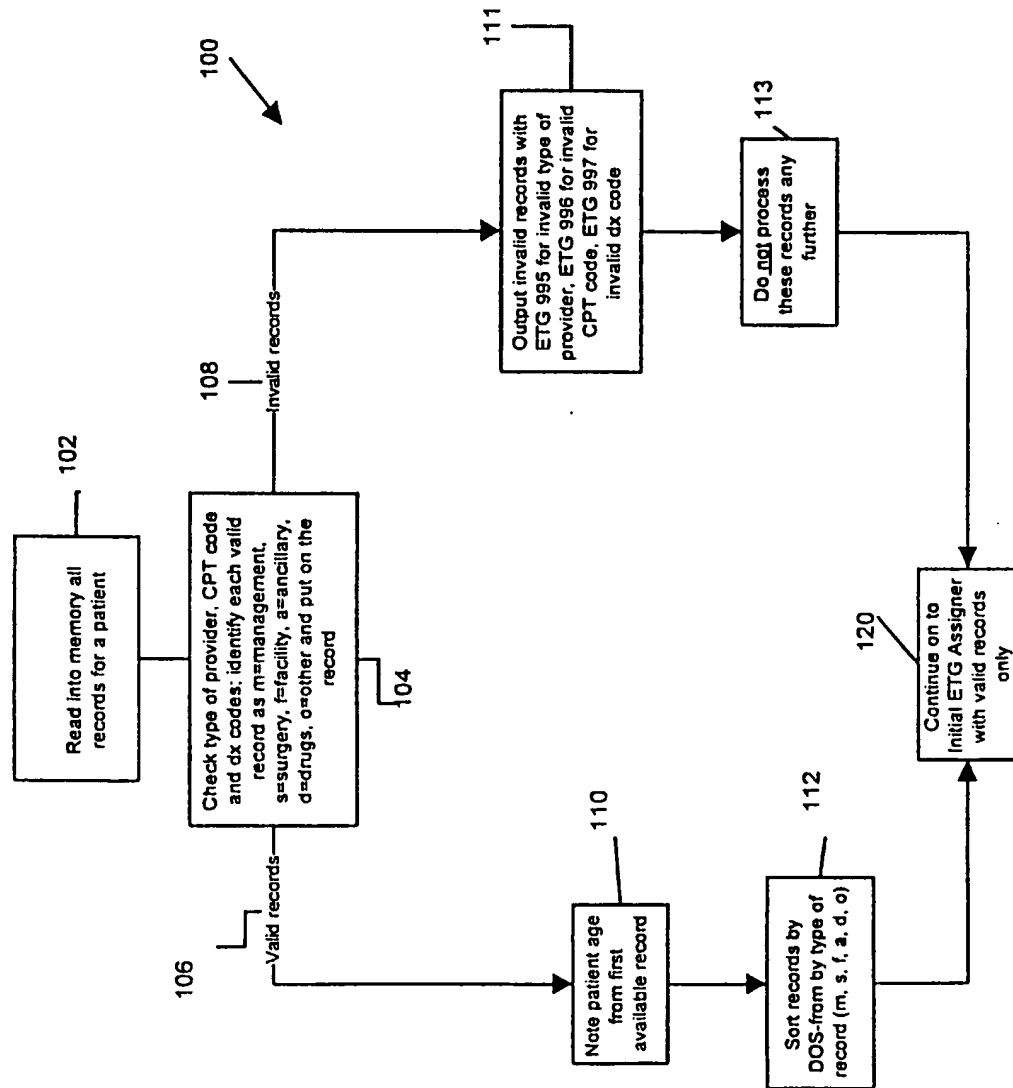 100
102
Read into memory all
records for a patient
Check type of provider, CPT code
and dx codes: identify each valid
record as m=management,
s=surgery, f=facility, a=ancillary,
d=drugs, o=other and put on the
record
104
106
Valid records
108
Invalid records
110
Note patient age
from first
available record
112
Sort records by
DOS-from by type of
record (m, s, f, a, d, o)
111
Output invalid records with
ETG 995 for invalid type of
provider, ETG 996 for invalid
CPT code, ETG 997 for
invalid dx code
113
Do not process
these records any
further
120
Continue on to
Initial ETG Assigner
with valid records
only